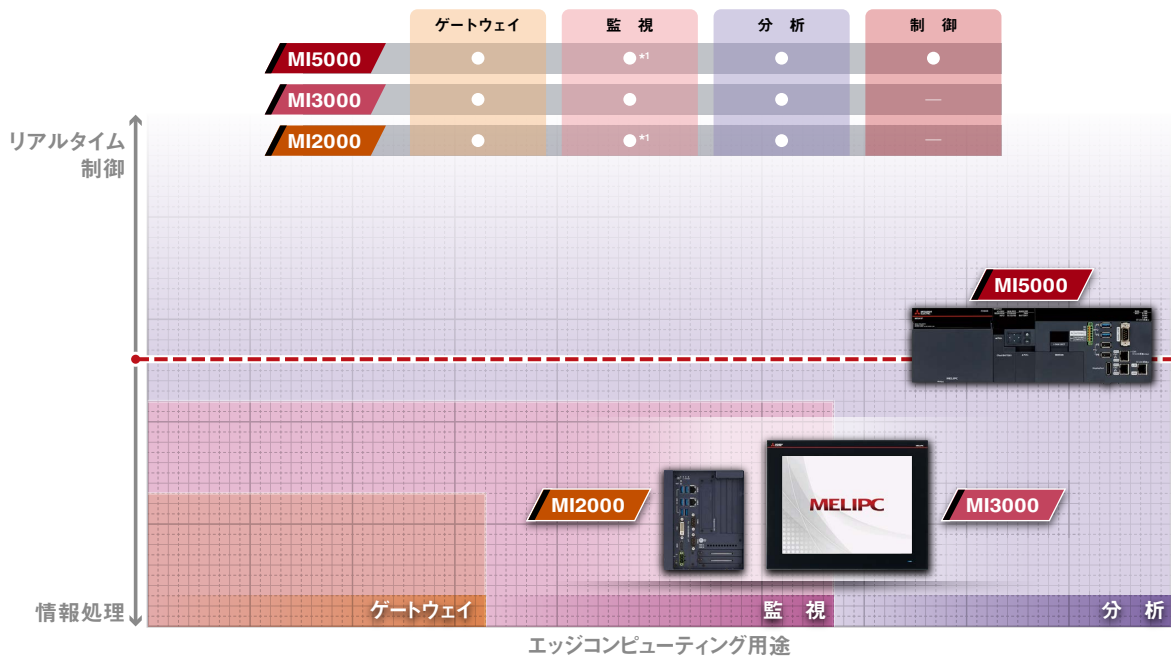 ゲートウェイ 監 視 分 析 制 御
MI5000 ● ●★1 ● ●
MI3000 ● ● ● —
MI2000 ● ●★1 ● —
リアルタイム
制御
MI5000
MELIPC
MI2000
MELIPC
MI3000
情報処理
ゲートウェイ
監 視
分 析
エッジコンピューティング用途